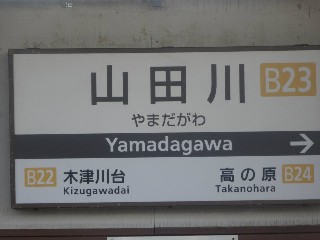 山田川 B23
やまだがわ
Yamadagawa →
B22 木津川台 高の原 B24
Kizugawadai Takanohara